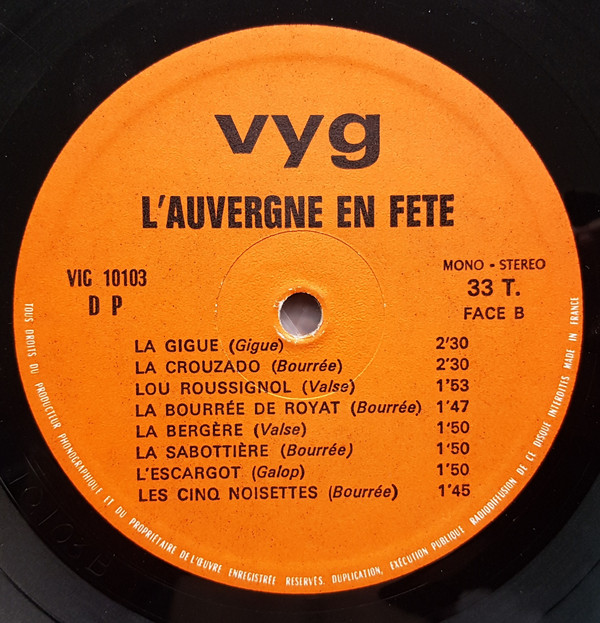 vyg
L'AUVERGNE EN FETE
VIG 10103
D P
MONO - STEREO
33 T.
FACE B
LA GIGUE (Gigue) 2'30
LA CROUZADO (Bourrée) 2'30
LOU ROUSSIGNOL (Valse) 1'53
LA BOURRÉE DE ROYAT (Bourrée) 1'47
LA BERGÈRE (Valse) 1'50
LA SABOTTIÈRE (Bourrée) 1'50
L'ESCARGOT (Galop) 1'50
LES CINQ NOISETTES (Bourrée) 1'45
TOUS DROITS DU PRODUCTEUR PHONOGRAPHIQUE ET DU PROPRIÉTAIRE DE L'ŒUVRE ENREGISTRÉE RESERVÉS. DUPLICATION, EXÉCUTION PUBLIQUE RADIODIFFUSION DE CE DISQUE INTERDITES MADE IN FRANCE